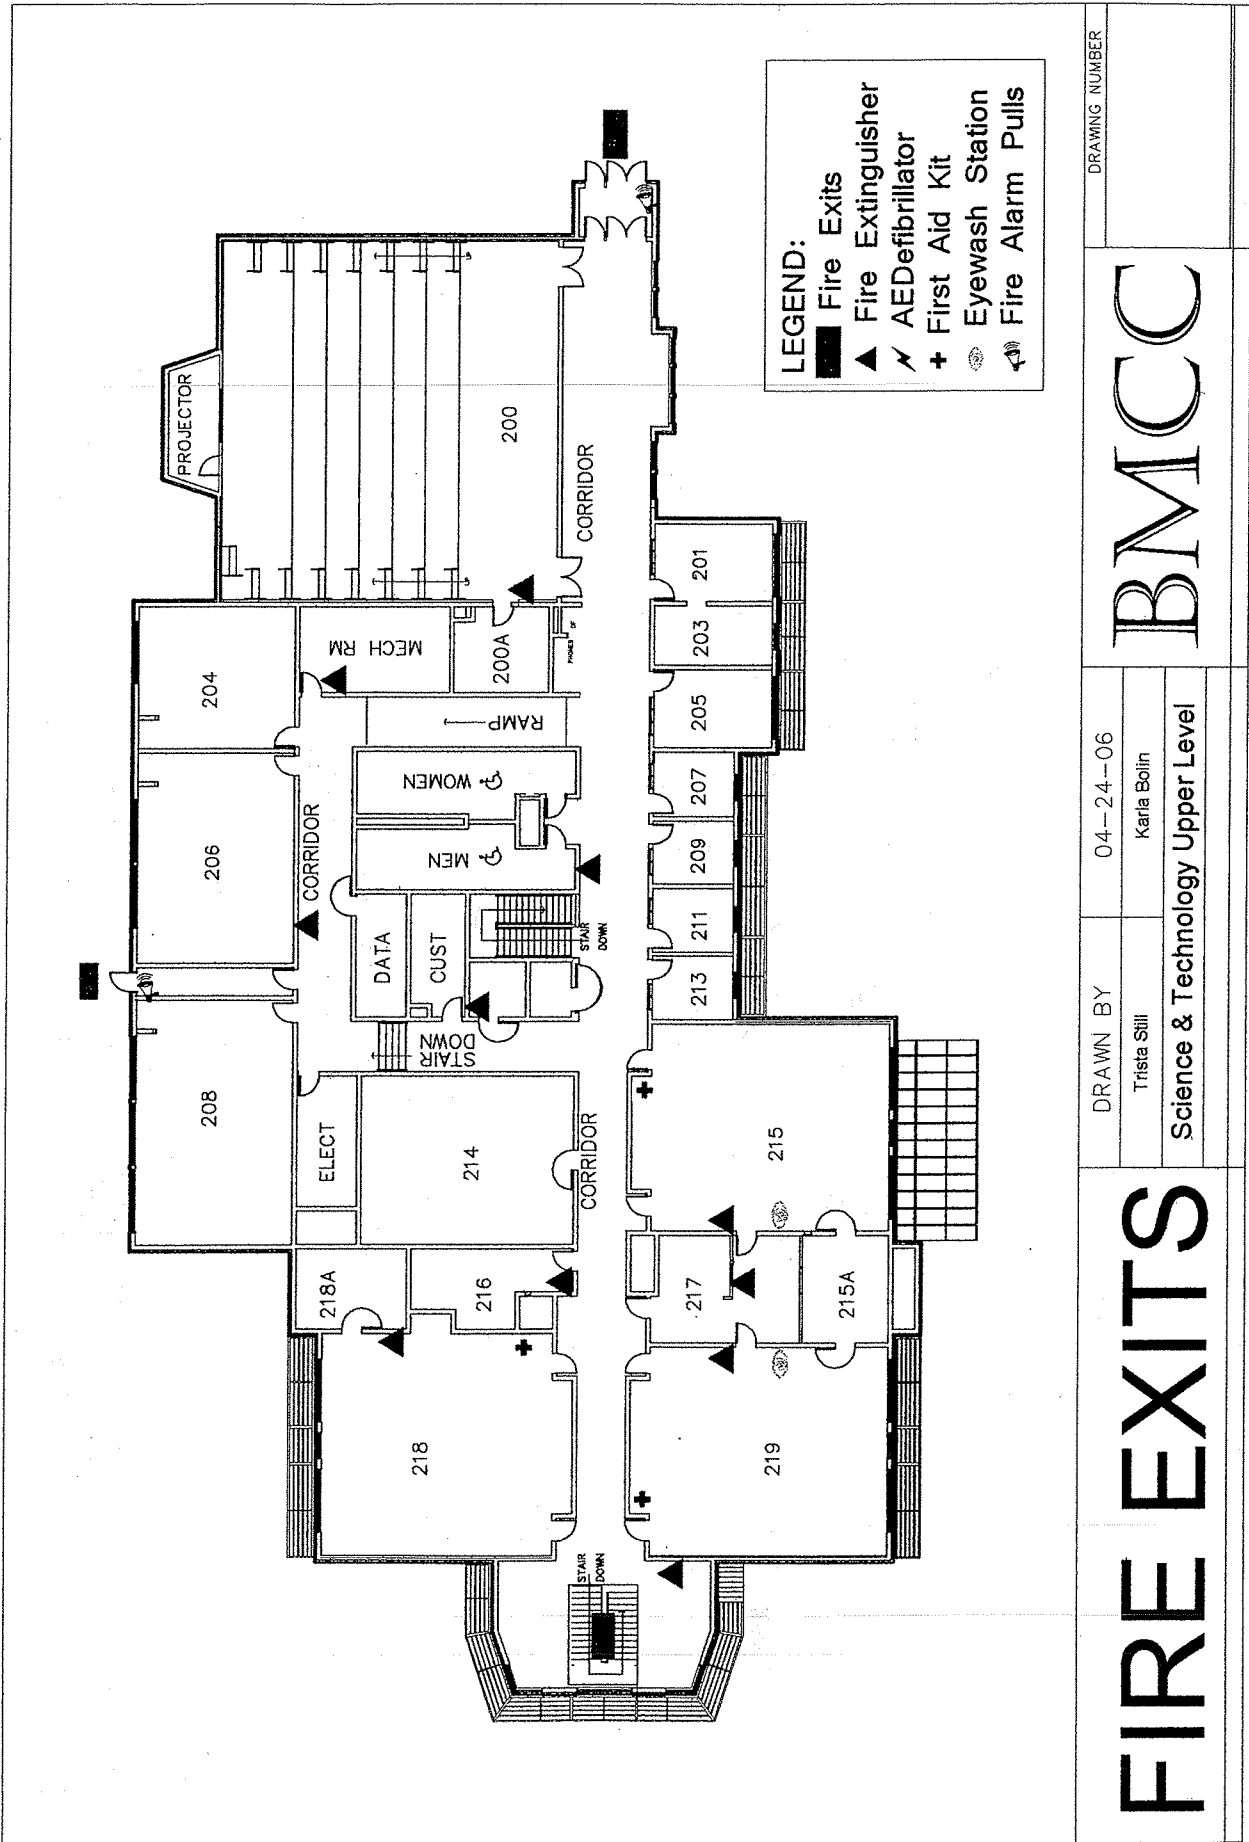 PROJECTOR
200
CORRIDOR
204
MECH RM
200A
PHONES
OF
RAMP
206
CORRIDOR
WOMEN
MEN
DATA
CUST
STAIR
DOWN
STAIR
DOWN
208
ELECT
214
CORRIDOR
218A
216
218
STAIR
DOWN
201
203
205
207
209
211
213
215
217
215A
219
LEGEND:
Fire Exits
Fire Extinguisher
AEDefibrillator
First Aid Kit
Eyewash Station
Fire Alarm Pulls
FIRE EXITS
DRAWN BY
04-24-06
Trista Still
Karla Bolin
Science & Technology Upper Level
BMCC
DRAWING NUMBER